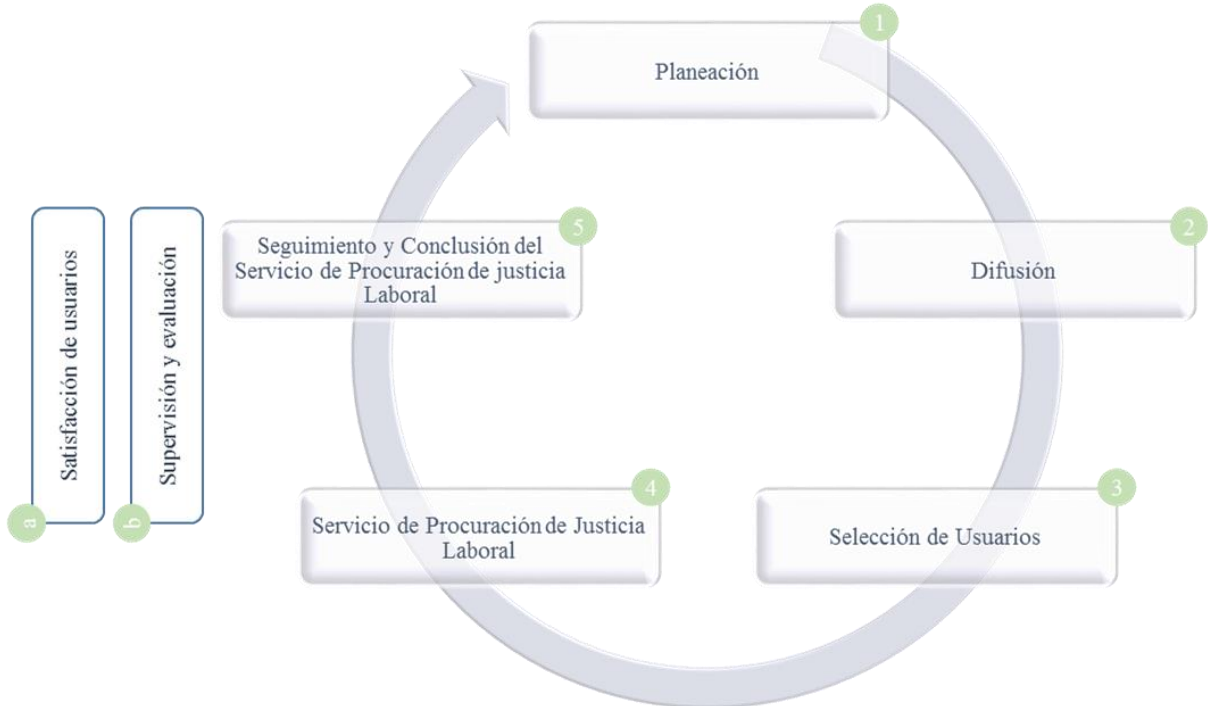 1
Planeación
2
Difusión
3
Selección de Usuarios
4
Servicio de Procuración de Justicia
Laboral
5
Seguimiento y Conclusión del
Servicio de Procuración de justicia
Laboral
a
Satisfacción de usuarios
b
Supervisión y evaluación